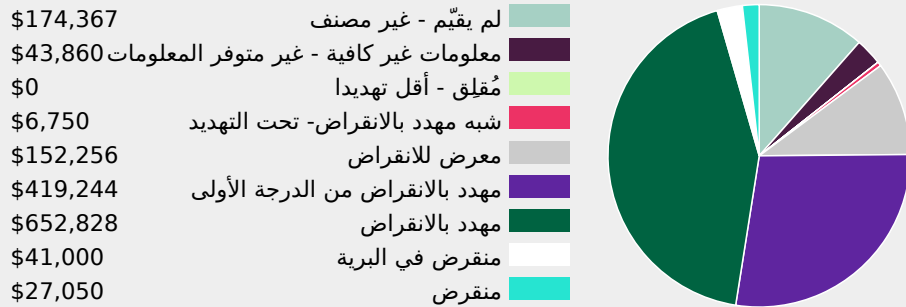 لم يقيّم - غير مصنف $174,367
معلومات غير كافية - غير متوفر المعلومات $43,860
مُقلِق - أقل تهديدا $0
شبه مهدد بالانقراض- تحت التهديد $6,750
معرض للانقراض $152,256
مهدد بالانقراض من الدرجة الأولى $419,244
مهدد بالانقراض $652,828
منقرض في البرية $41,000
منقرض $27,050